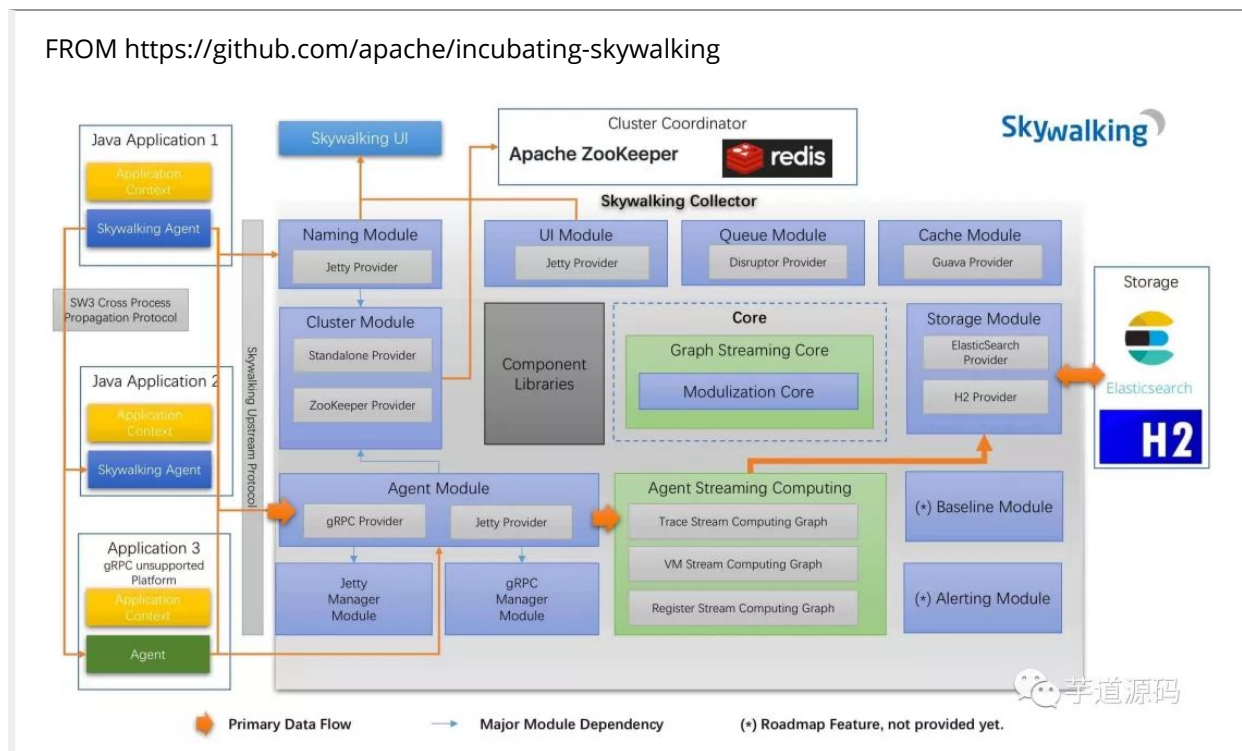 FROM https://github.com/apache/incubating-skywalking
Java Application 1
Application
Context
Skywalking Agent
SW3 Cross Process
Propagation Protocol
Java Application 2
Application
Context
Skywalking Agent
Application 3
gRPC unsupported
Platform
Application
Context
Agent
Skywalking Upstream Protocol
Skywalking UI
Cluster Coordinator
Apache ZooKeeper
redis
Skywalking
Skywalking Collector
Naming Module
Jetty Provider
UI Module
Jetty Provider
Queue Module
Disruptor Provider
Cache Module
Guava Provider
Cluster Module
Standalone Provider
ZooKeeper Provider
Component
Libraries
Core
Graph Streaming Core
Modulization Core
Storage Module
ElasticSearch
Provider
H2 Provider
Storage
Elasticsearch
H2
Agent Module
gRPC Provider
Jetty Provider
Jetty
Manager
Module
gRPC
Manager
Module
Agent Streaming Computing
Trace Stream Computing Graph
VM Stream Computing Graph
Register Stream Computing Graph
(*) Baseline Module
(*) Alerting Module
芋道源码
Primary Data Flow
Major Module Dependency
(*) Roadmap Feature, not provided yet.